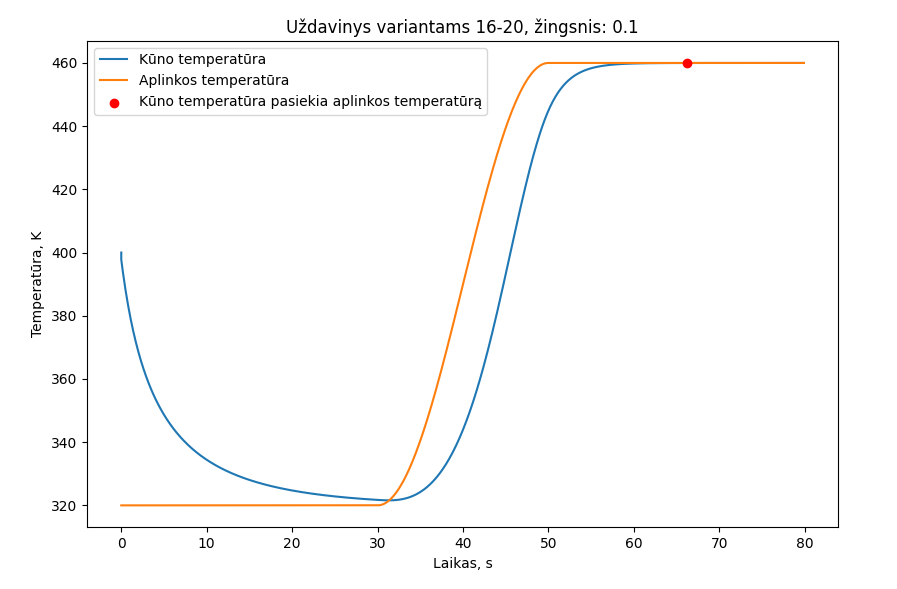 Uždavinys variantams 16-20, žingsnis: 0.1
Kūno temperatūra
Aplinkos temperatūra
Kūno temperatūra pasiekia aplinkos temperatūrą
460
440
420
400
380
360
340
320
Temperatūra, K
0 10 20 30 40 50 60 70 80
Laikas, s